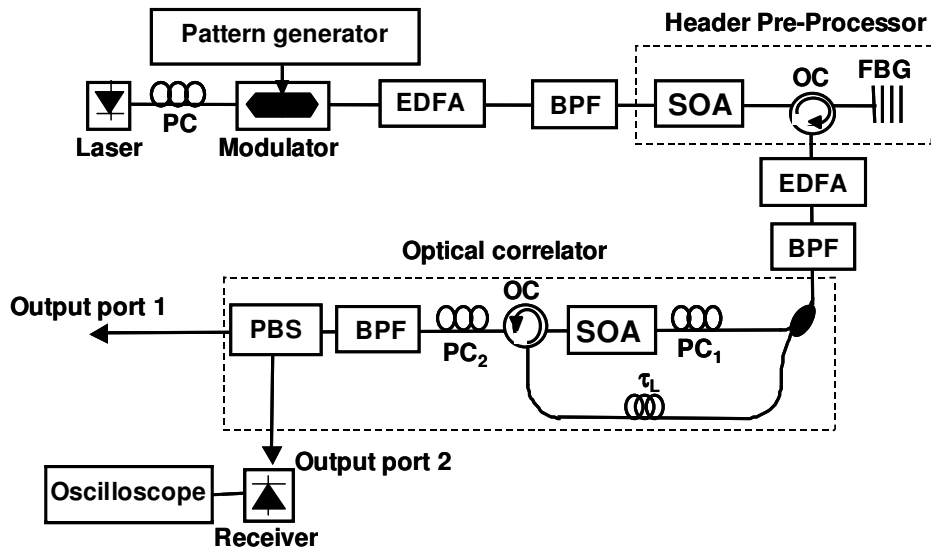 Pattern generator
Header Pre-Processor
Laser
PC
Modulator
EDFA
BPF
SOA
OC
FBG
EDFA
BPF
Optical correlator
Output port 1
PBS
BPF
PC2
OC
SOA
PC1
τL
Output port 2
Oscilloscope
Receiver